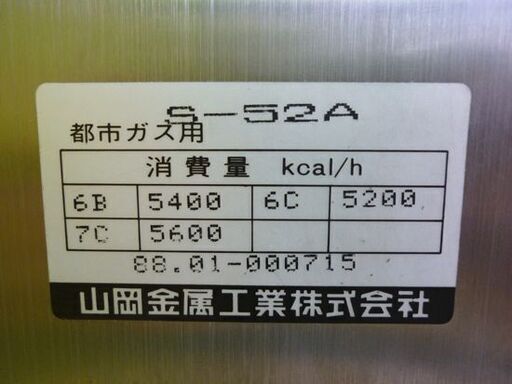 S-52A
都市ガス用
消費量 kcal/h
6B 5400 6C 5200
7C 5600
88.01-000715
山岡金属工業株式会社